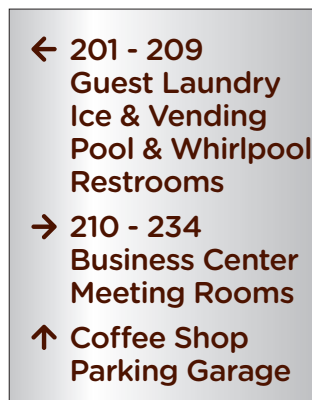 ← 201 - 209
Guest Laundry
Ice & Vending
Pool & Whirlpool
Restrooms
→ 210 - 234
Business Center
Meeting Rooms
↑ Coffee Shop
Parking Garage